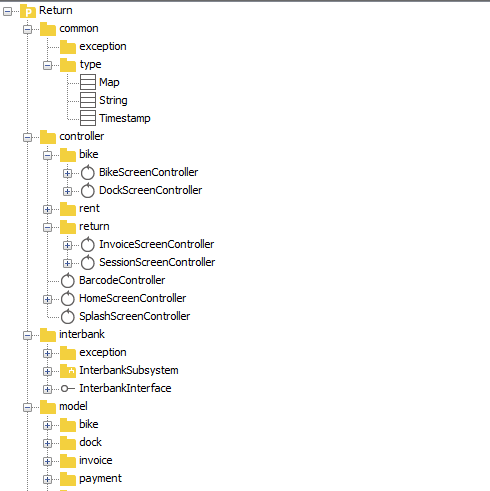 Return
common
exception
type
Map
String
Timestamp
controller
bike
BikeScreenController
DockScreenController
rent
return
InvoiceScreenController
SessionScreenController
BarcodeController
HomeScreenController
SplashScreenController
interbank
exception
InterbankSubsystem
InterbankInterface
model
bike
dock
invoice
payment